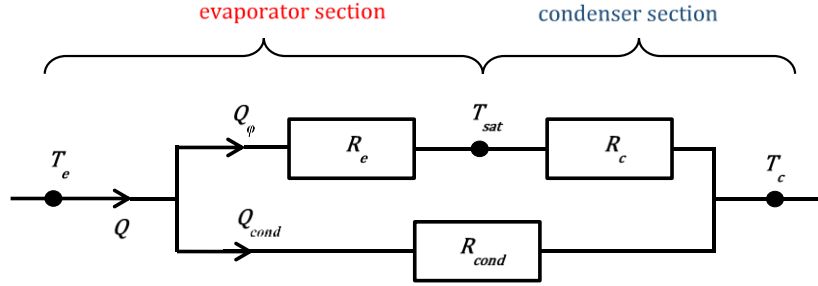 evaporator section
condenser section
Q_φ
R_e
T_sat
R_c
T_e
T_c
Q
Q_cond
R_cond